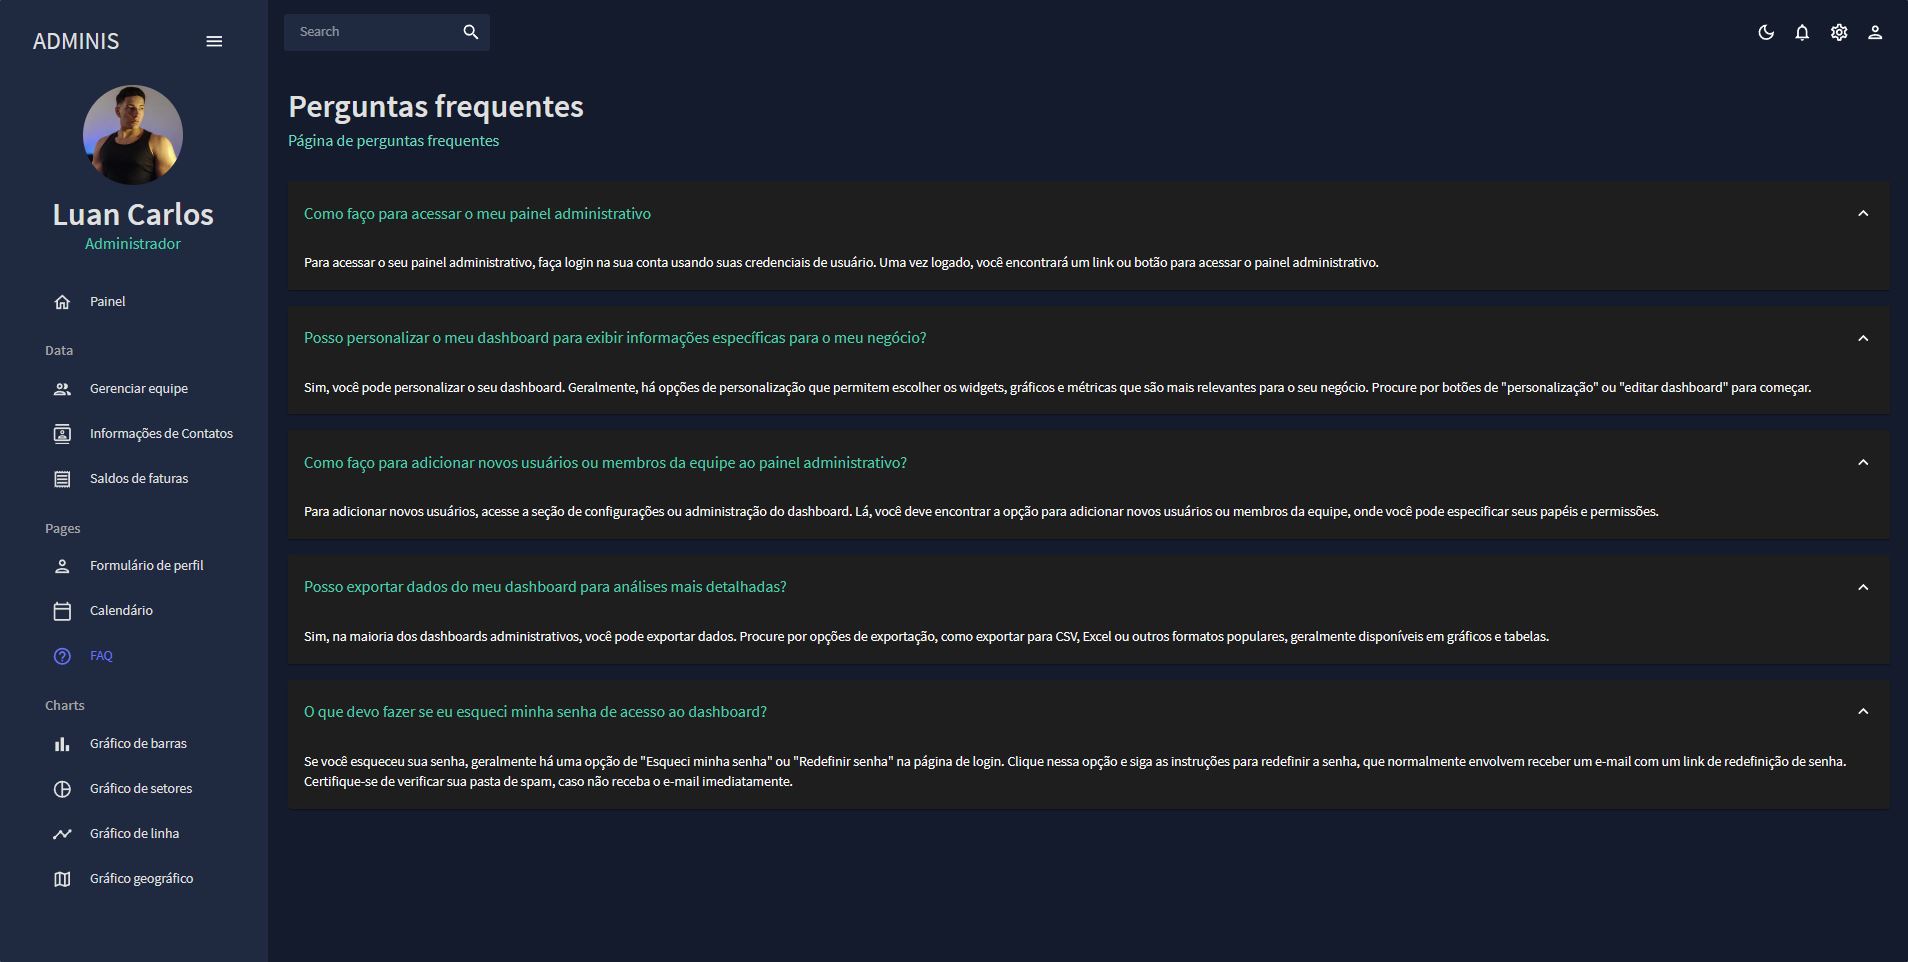 ADMINIS
Luan Carlos
Administrador
Painel
Data
Gerenciar equipe
Informações de Contatos
Saldos de faturas
Pages
Formulário de perfil
Calendário
FAQ
Charts
Gráfico de barras
Gráfico de setores
Gráfico de linha
Gráfico geográfico
Search
Perguntas frequentes
Página de perguntas frequentes
Como faço para acessar o meu painel administrativo
Para acessar o seu painel administrativo, faça login na sua conta usando suas credenciais de usuário. Uma vez logado, você encontrará um link ou botão para acessar o painel administrativo.
Posso personalizar o meu dashboard para exibir informações específicas para o meu negócio?
Sim, você pode personalizar o seu dashboard. Geralmente, há opções de personalização que permitem escolher os widgets, gráficos e métricas que são mais relevantes para o seu negócio. Procure por botões de "personalização" ou "editar dashboard" para começar.
Como faço para adicionar novos usuários ou membros da equipe ao painel administrativo?
Para adicionar novos usuários, acesse a seção de configurações ou administração do dashboard. Lá, você deve encontrar a opção para adicionar novos usuários ou membros da equipe, onde você pode especificar seus papéis e permissões.
Posso exportar dados do meu dashboard para análises mais detalhadas?
Sim, na maioria dos dashboards administrativos, você pode exportar dados. Procure por opções de exportação, como exportar para CSV, Excel ou outros formatos populares, geralmente disponíveis em gráficos e tabelas.
O que devo fazer se eu esqueci minha senha de acesso ao dashboard?
Se você esqueceu sua senha, geralmente há uma opção de "Esqueci minha senha" ou "Redefinir senha" na página de login. Clique nessa opção e siga as instruções para redefinir a senha, que normalmente envolvem receber um e-mail com um link de redefinição de senha.
Certifique-se de verificar sua pasta de spam, caso não receba o e-mail imediatamente.